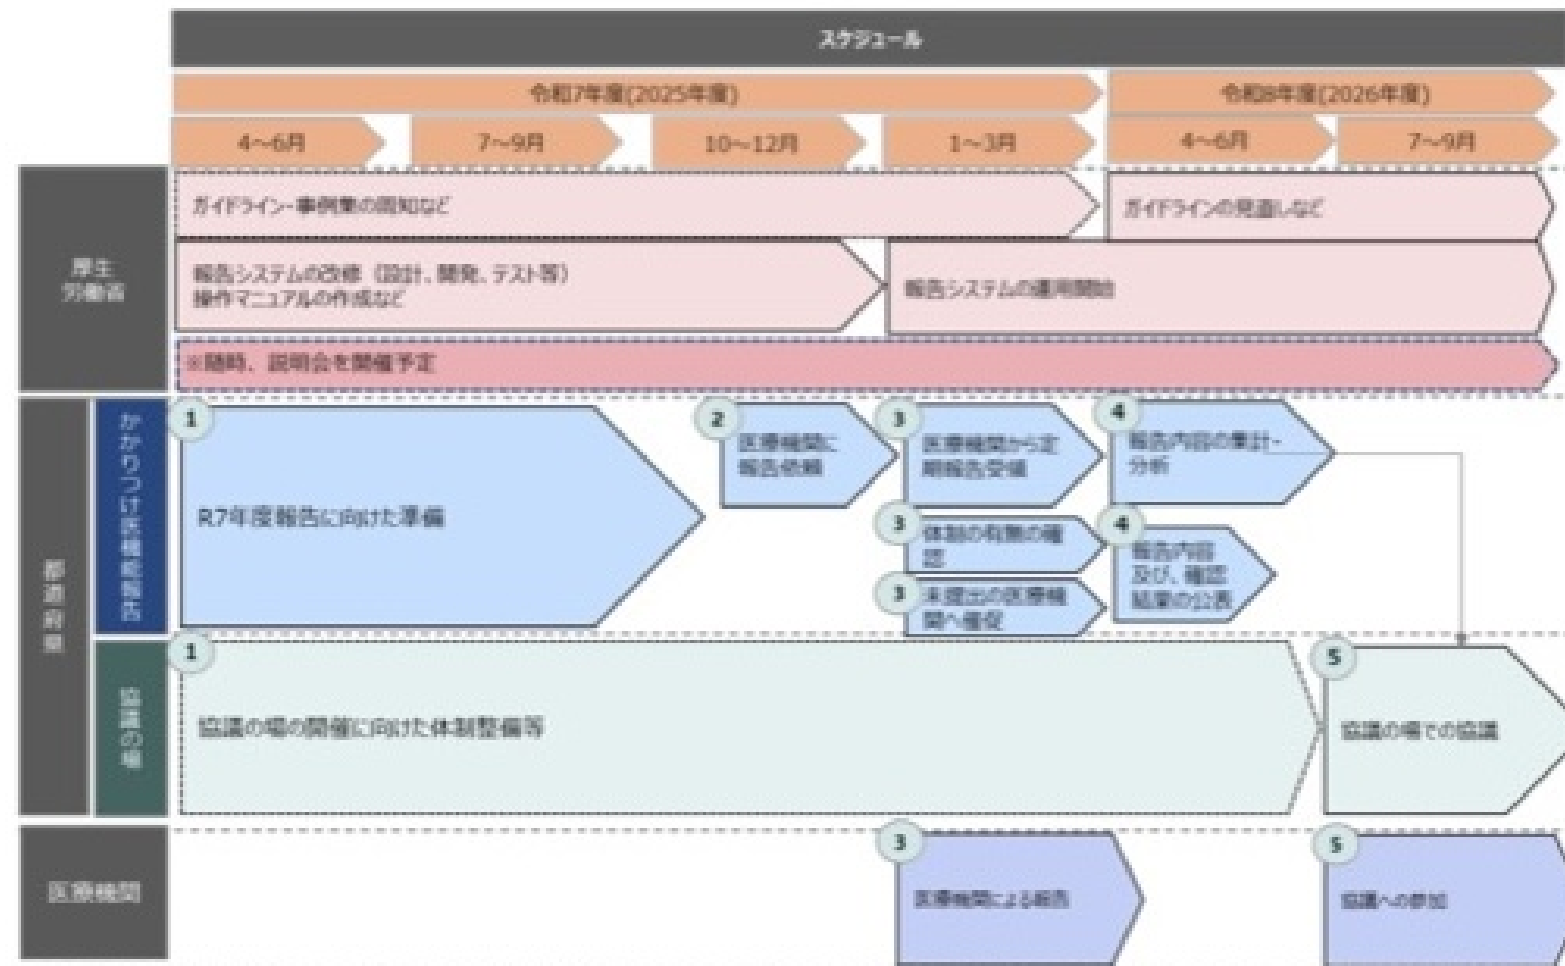 スケジュール
令和7年度(2025年度)
令和8年度(2026年度)
4～6月
7～9月
10～12月
1～3月
4～6月
7～9月
厚生
労働省
ガイドライン・事例集の周知など
ガイドラインの見直しなど
報告システムの改修（設計、開発、テスト等）
操作マニュアルの作成など
報告システムの運用開始
※随時、説明会を開催予定
都道府県
かかりつけ医機能報告
1
R7年度報告に向けた準備
2
医療機関に
報告依頼
3
医療機関から定
期報告受領
3
体制の有無の確
認
3
未提出の医療機
関へ催促
4
報告内容の集計・
分析
4
報告内容
及び、確認
結果の公表
協議の場
1
協議の場の開催に向けた体制整備等
5
協議の場での協議
医療機関
3
医療機関による報告
5
協議への参加